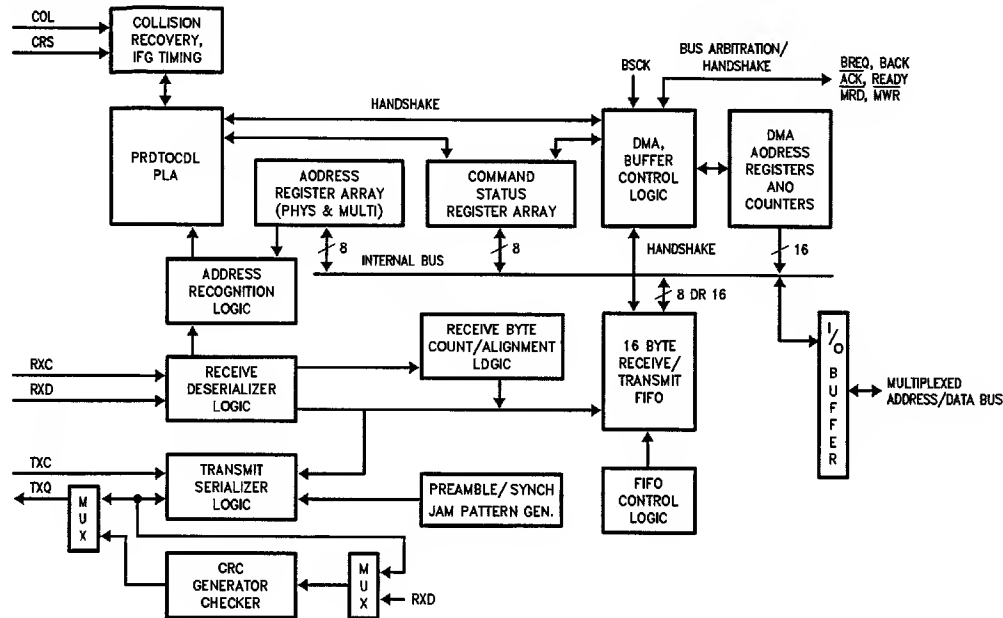 COL
CRS
COLLISION
RECOVERY,
IFG TIMING
BUS ARBITRATION/
HANDSHAKE
BSCK
BREQ, BACK
ACK, READY
MRD, MWR
HANDSHAKE
PRDTOCDL
PLA
AODRESS
REGISTER ARRAY
(PHYS & MULTI)
COMMAND
STATUS
REGISTER ARRAY
DMA,
BUFFER
CONTROL
LOGIC
DMA
AODRESS
REGISTERS
ANO
COUNTERS
8
8
HANDSHAKE
16
INTERNAL BUS
ADDRESS
RECOGNITION
LOGIC
8 DR 16
RECEIVE BYTE
COUNT/ALIGNMENT
LDGIC
16 BYTE
RECEIVE/
TRANSMIT
FIFO
I/O
BUFFER
MULTIPLEXED
ADDRESS/DATA BUS
RXC
RXD
RECEIVE
DESERIALIZER
LOGIC
TXC
TXO
TRANSMIT
SERIALIZER
LOGIC
PREAMBLE/SYNCH
JAM PATTERN GEN.
FIFO
CONTROL
LOGIC
MUX
CRC
GENERATOR
CHECKER
MUX
RXD